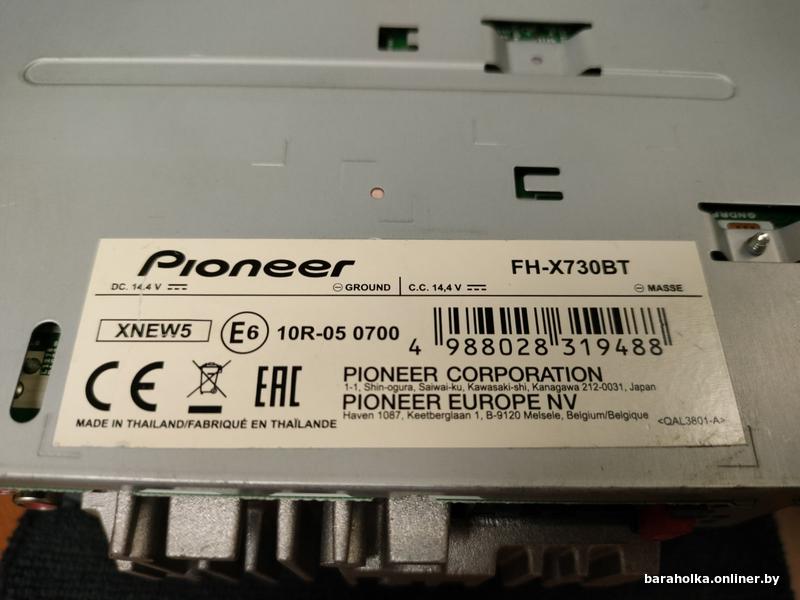 GNDRF
Pioneer
FH-X730BT
DC. 14,4 V
⊖ GROUND
C.C. 14,4 V
⊖ MASSE
XNEW5
E6
10R-05 0700
4 988028 319488
CE
EAC
PIONEER CORPORATION
1-1, Shin-ogura, Saiwai-ku, Kawasaki-shi, Kanagawa 212-0031, Japan
PIONEER EUROPE NV
Haven 1087, Keetberglaan 1, B-9120 Melsele, Belgium/Belgique
<QAL3801-A>
MADE IN THAILAND/FABRIQUÉ EN THAÏLANDE
baraholka.onliner.by